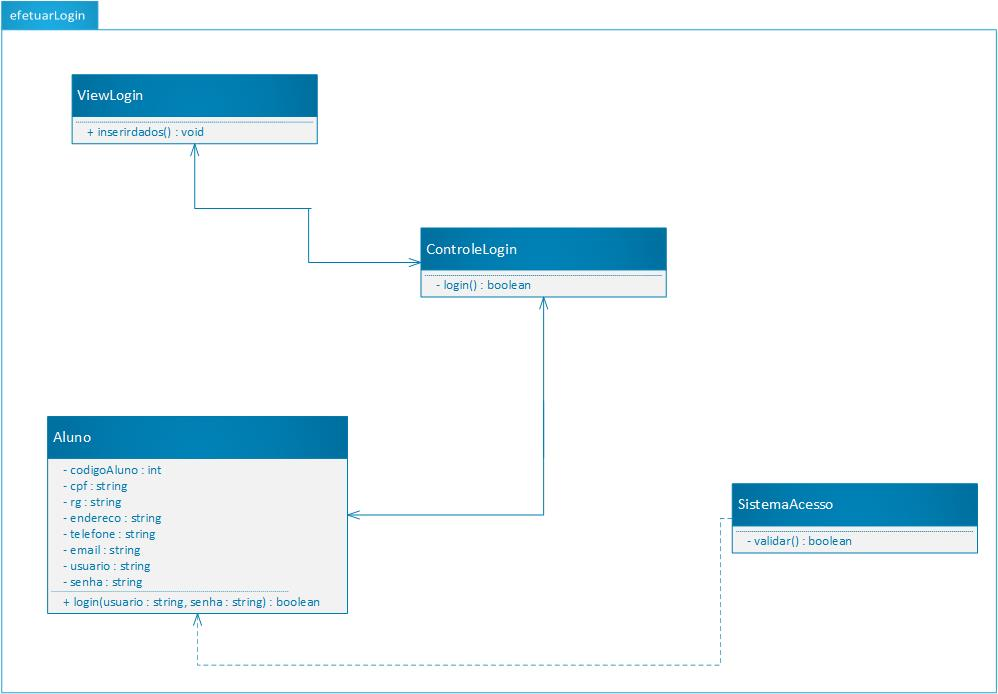 efetuarLogin
ViewLogin
+ inserirdados() : void
ControleLogin
- login() : boolean
Aluno
- codigoAluno : int
- cpf : string
- rg : string
- endereco : string
- telefone : string
- email : string
- usuario : string
- senha : string
+ login(usuario : string, senha : string) : boolean
SistemaAcesso
- validar() : boolean